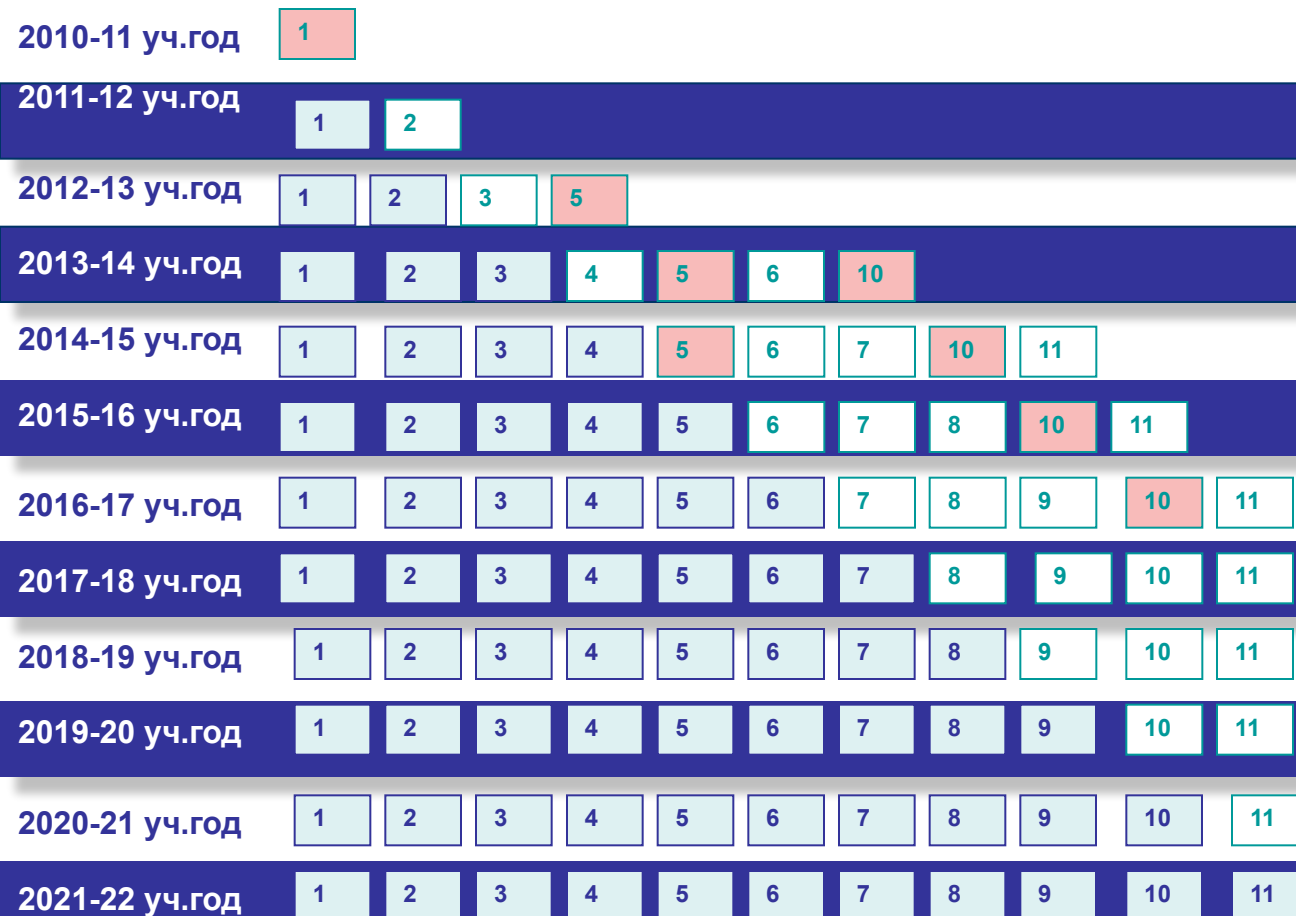 2010-11 уч.год 1
2011-12 уч.год 1 2
2012-13 уч.год 1 2 3 5
2013-14 уч.год 1 2 3 4 5 6 10
2014-15 уч.год 1 2 3 4 5 6 7 10 11
2015-16 уч.год 1 2 3 4 5 6 7 8 10 11
2016-17 уч.год 1 2 3 4 5 6 7 8 9 10 11
2017-18 уч.год 1 2 3 4 5 6 7 8 9 10 11
2018-19 уч.год 1 2 3 4 5 6 7 8 9 10 11
2019-20 уч.год 1 2 3 4 5 6 7 8 9 10 11
2020-21 уч.год 1 2 3 4 5 6 7 8 9 10 11
2021-22 уч.год 1 2 3 4 5 6 7 8 9 10 11